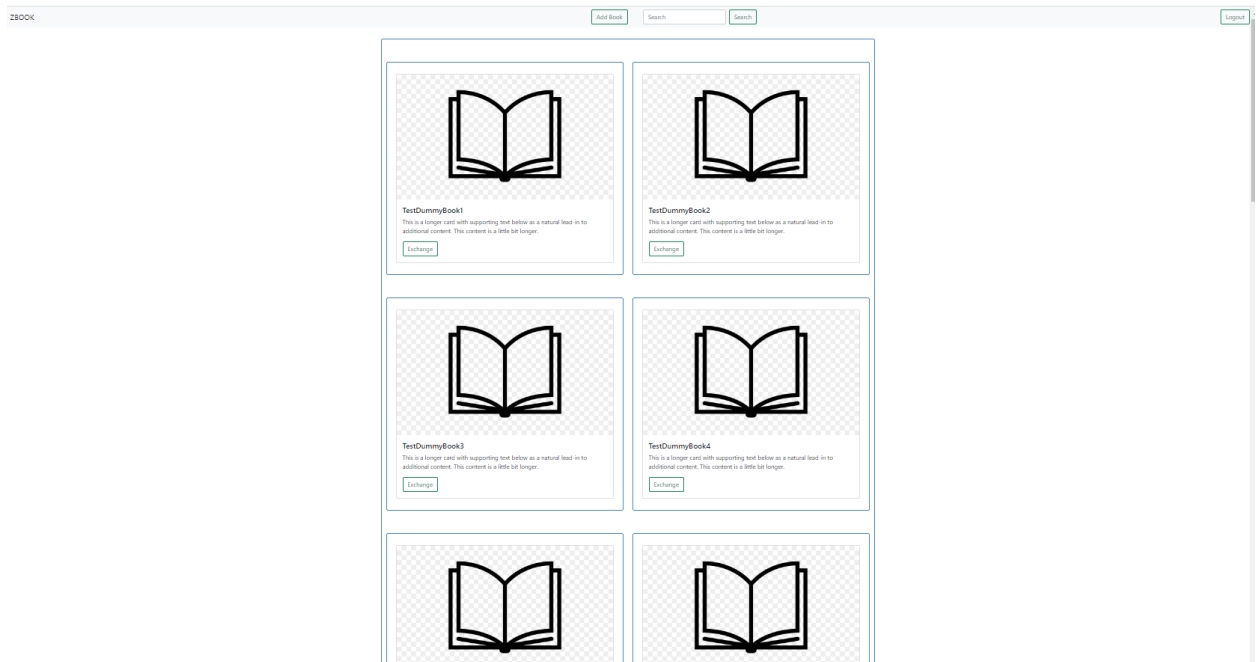 ZBOOK
Add Book
Search
Search
Logout
TestDummyBook1
This is a longer card with supporting text below as a natural lead-in to
additional content. This content is a little bit longer.
Exchange
TestDummyBook2
This is a longer card with supporting text below as a natural lead-in to
additional content. This content is a little bit longer.
Exchange
TestDummyBook3
This is a longer card with supporting text below as a natural lead-in to
additional content. This content is a little bit longer.
Exchange
TestDummyBook4
This is a longer card with supporting text below as a natural lead-in to
additional content. This content is a little bit longer.
Exchange